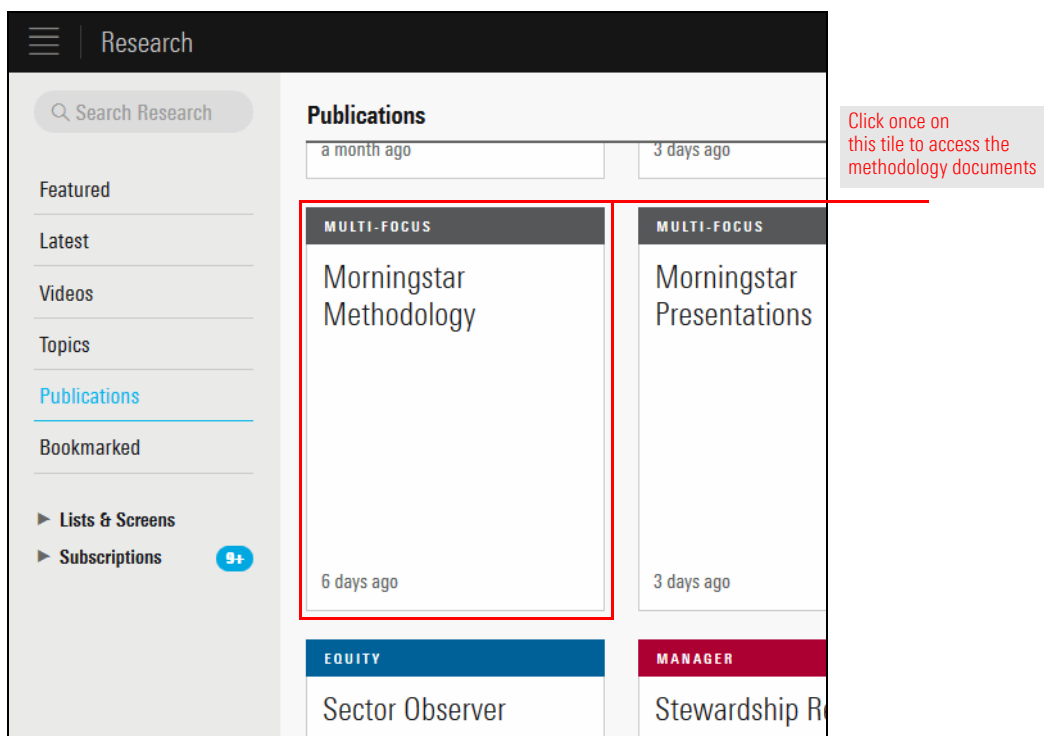 Research
Search Research
Featured
Latest
Videos
Topics
Publications
Bookmarked
Lists & Screens
Subscriptions 9+
Publications
a month ago
3 days ago
MULTI-FOCUS
Morningstar
Methodology
6 days ago
MULTI-FOCUS
Morningstar
Presentations
3 days ago
EQUITY
Sector Observer
MANAGER
Stewardship R
Click once on
this tile to access the
methodology documents